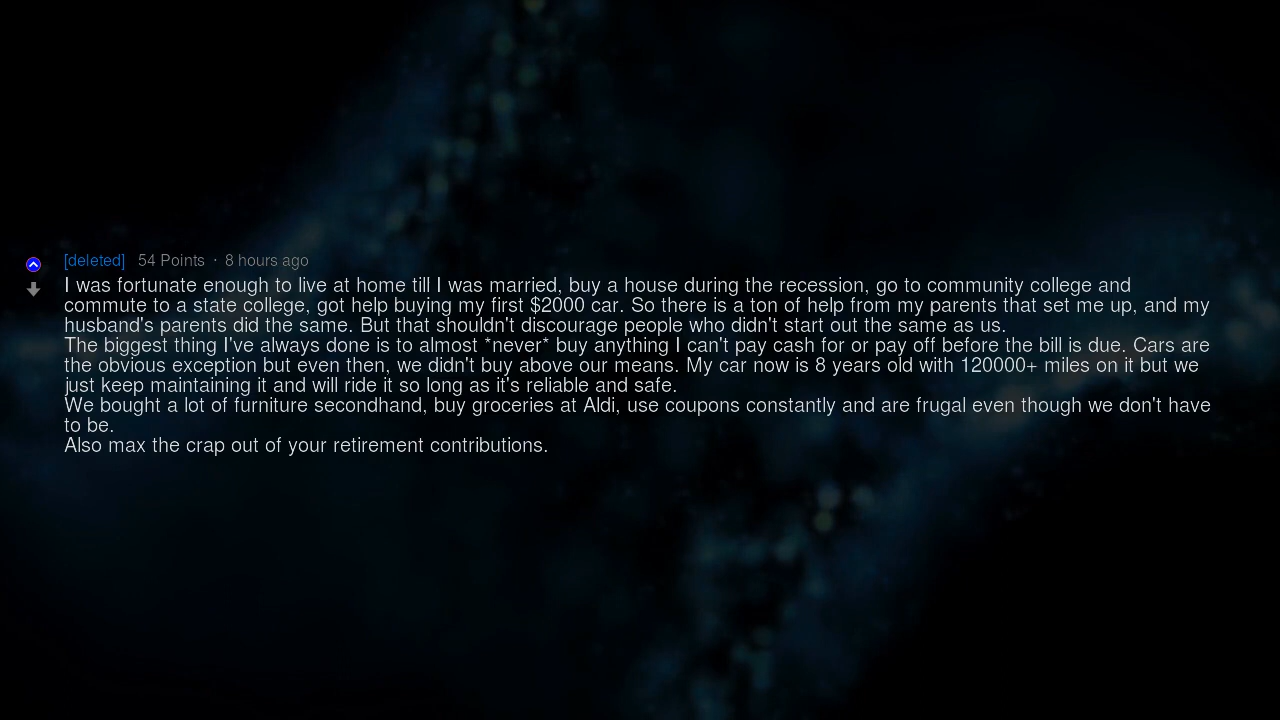 [deleted] 54 Points · 8 hours ago
I was fortunate enough to live at home till I was married, buy a house during the recession, go to community college and
commute to a state college, got help buying my first $2000 car. So there is a ton of help from my parents that set me up, and my
husband's parents did the same. But that shouldn't discourage people who didn't start out the same as us.
The biggest thing I've always done is to almost *never* buy anything I can't pay cash for or pay off before the bill is due. Cars are
the obvious exception but even then, we didn't buy above our means. My car now is 8 years old with 120000+ miles on it but we
just keep maintaining it and will ride it so long as it's reliable and safe.
We bought a lot of furniture secondhand, buy groceries at Aldi, use coupons constantly and are frugal even though we don't have
to be.
Also max the crap out of your retirement contributions.